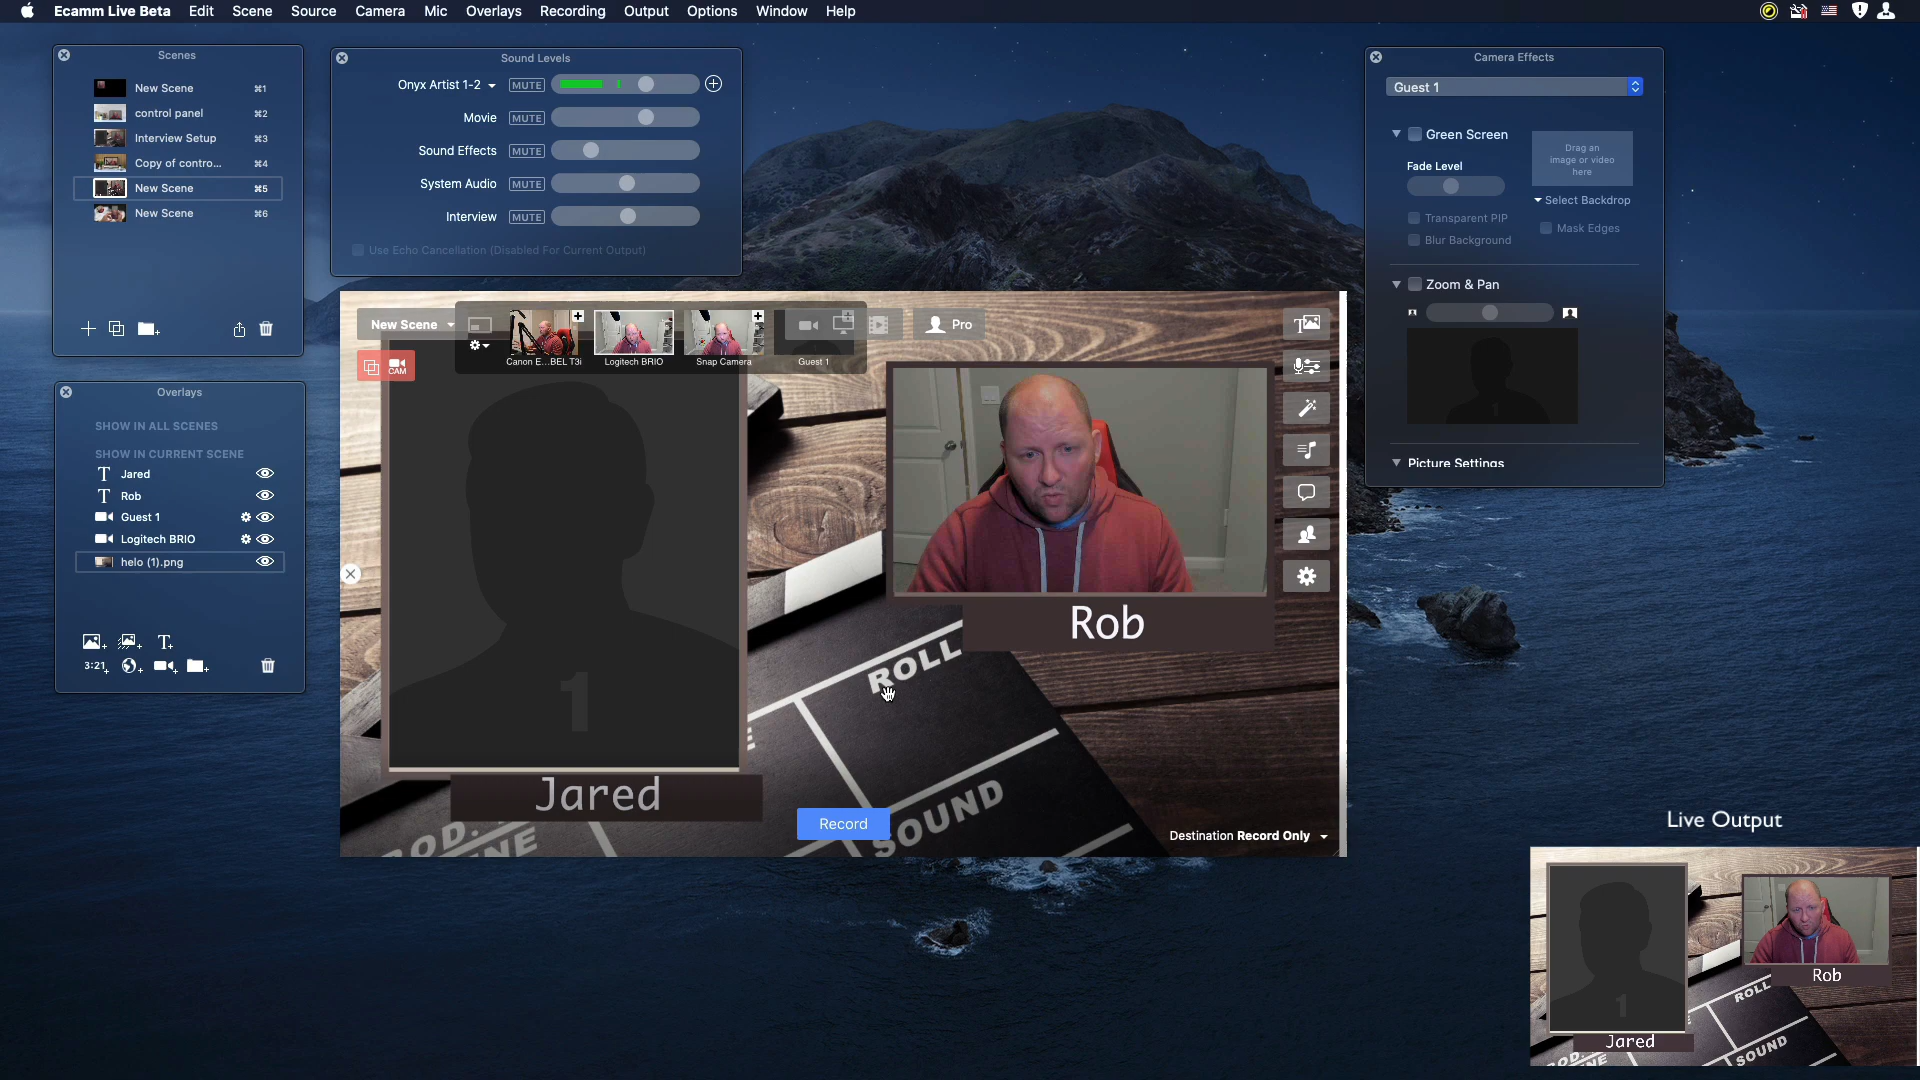 Ecamm Live Beta Edit Scene Source Camera Mic Overlays Recording Output Options Window Help
Scenes
New Scene ⌘1
control panel ⌘2
Interview Setup ⌘3
Copy of contro... ⌘4
New Scene ⌘5
New Scene ⌘6
Overlays
SHOW IN ALL SCENES
SHOW IN CURRENT SCENE
Jared
Rob
Guest 1
Logitech BRIO
helo (1).png
3:21
Sound Levels
Onyx Artist 1-2 MUTE
Movie MUTE
Sound Effects MUTE
System Audio MUTE
Interview MUTE
Use Echo Cancellation (Disabled For Current Output)
New Scene
Canon E...BEL T3i
Logitech BRIO
Snap Camera
Guest 1
Pro
CAM
1
Jared
Rob
ROLL
SOUND
PROD.
Record
Destination Record Only
Camera Effects
Guest 1
Green Screen
Drag an
image or video
here
Fade Level
Select Backdrop
Transparent PIP
Mask Edges
Blur Background
Zoom & Pan
1
Picture Settings
Live Output
1
Jared
Rob
ROLL
SOUND